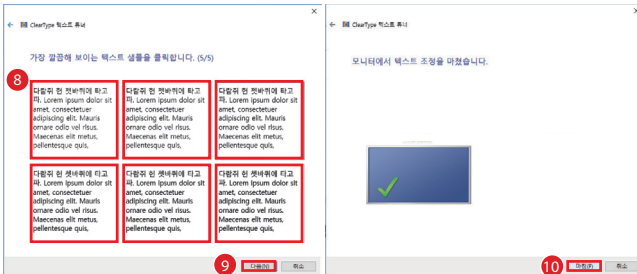 ← ClearType 텍스트 튜너
가장 깔끔해 보이는 텍스트 샘플을 클릭합니다. (5/5)
8
다람쥐 헌 쳇바퀴에 타고
파. Lorem ipsum dolor sit
amet, consectetuer
adipiscing elit. Mauris
ornare odio vel risus.
Maecenas elit metus,
pellentesque quis,
다람쥐 헌 쳇바퀴에 타고
파. Lorem ipsum dolor sit
amet, consectetuer
adipiscing elit. Mauris
ornare odio vel risus.
Maecenas elit metus,
pellentesque quis,
다람쥐 헌 쳇바퀴에 타고
파. Lorem ipsum dolor sit
amet, consectetuer
adipiscing elit. Mauris
ornare odio vel risus.
Maecenas elit metus,
pellentesque quis,
다람쥐 헌 쳇바퀴에 타고
파. Lorem ipsum dolor sit
amet, consectetuer
adipiscing elit. Mauris
ornare odio vel risus.
Maecenas elit metus,
pellentesque quis,
다람쥐 헌 쳇바퀴에 타고
파. Lorem ipsum dolor sit
amet, consectetuer
adipiscing elit. Mauris
ornare odio vel risus.
Maecenas elit metus,
pellentesque quis,
다람쥐 헌 쳇바퀴에 타고
파. Lorem ipsum dolor sit
amet, consectetuer
adipiscing elit. Mauris
ornare odio vel risus.
Maecenas elit metus,
pellentesque quis,
9 다음(N) 취소
← ClearType 텍스트 튜너
모니터에서 텍스트 조정을 마쳤습니다.
10 마침(F) 취소